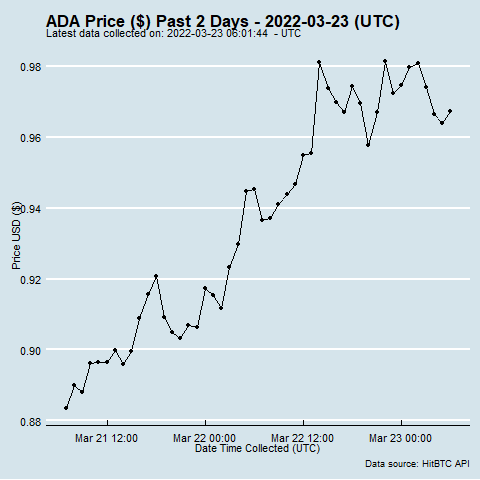 ADA Price ($) Past 2 Days - 2022-03-23 (UTC)
Latest data collected on: 2022-03-23 06:01:44 - UTC
0.98
0.96
0.94
0.92
0.90
0.88
Price USD ($)
Mar 21 12:00 Mar 22 00:00 Mar 22 12:00 Mar 23 00:00
Date Time Collected (UTC)
Data source: HitBTC API